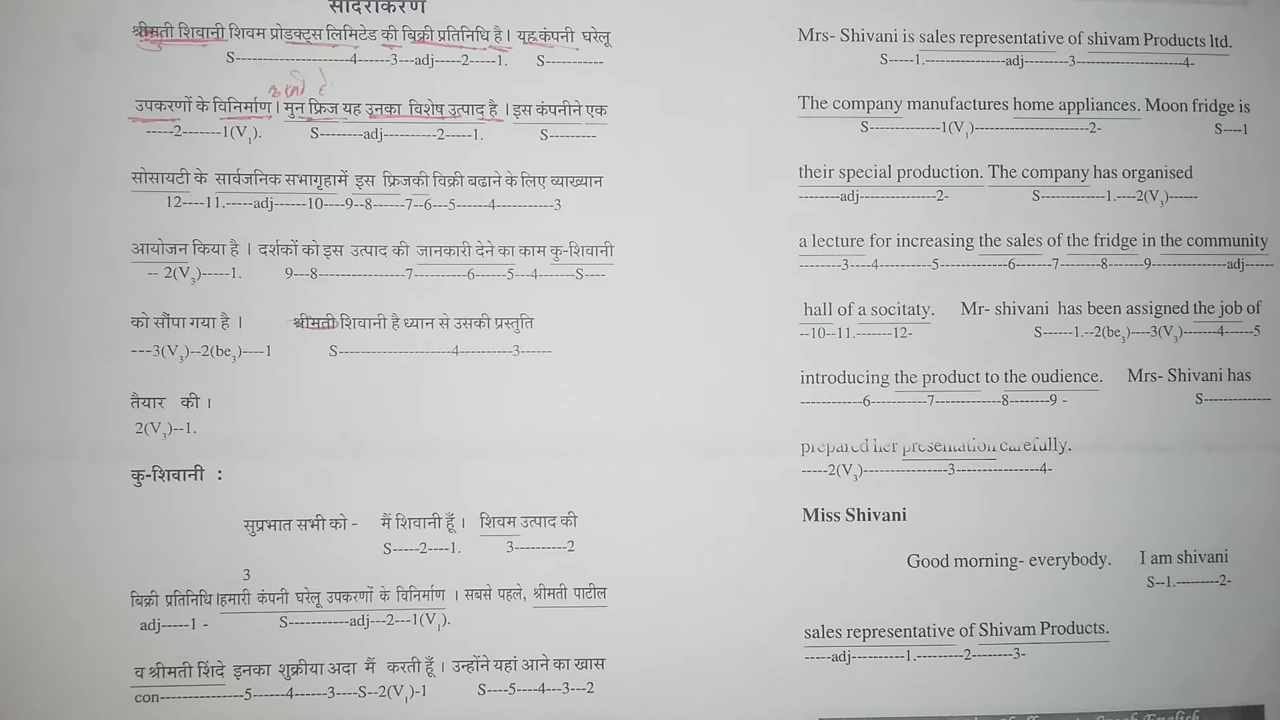 सादरीकरण
श्रीमती शिवानी शिवम प्रोडक्ट्स लिमिटेड की बिक्री प्रतिनिधि है। यह कंपनी घरेलू
S-----------------4------3---adj-----2-----1. S-----------
उपकरणों के विनिर्माण। मुन फ्रिज यह उनका विशेष उत्पाद है । इस कंपनीने एक
-----2-------1(V₁). S--------adj----------2-----1. S---------
सोसायटी के सार्वजनिक सभागृहामें इस फ्रिजकी विक्री बढाने के लिए व्याख्यान
12----11.-----adj------10----9--8------7--6---5------4-----------3
आयोजन किया है । दर्शकों को इस उत्पाद की जानकारी देने का काम कु-शिवानी
-- 2(V₃)-----1. 9---8-----------------7-----------6------5---4------S----
को सौंपा गया है । श्रीमती शिवानी है ध्यान से उसकी प्रस्तुति
---3(V₃)--2(be₃)----1 S---------------------4----------3------
तैयार की ।
2(V₃)--1.
कु-शिवानी :
सुप्रभात सभी को - मैं शिवानी हूँ । शिवम उत्पाद की
S-----2----1. 3----------2
3
बिक्री प्रतिनिधि।हमारी कंपनी घरेलू उपकरणों के विनिर्माण । सबसे पहले, श्रीमती पाटील
adj-----1 - S-----------adj---2---1(V₁).
व श्रीमती शिंदे इनका शुक्रीया अदा मैं करती हूँ । उन्होंने यहां आने का खास
con---------------5------4------3----S--2(V₁)-1 S----5----4---3---2
Mrs- Shivani is sales representative of shivam Products ltd.
S-----1.--------------adj-------3-------------------4-
The company manufactures home appliances. Moon fridge is
S-------------1(V₁)---------------------2- S----1
their special production. The company has organised
--------adj--------------2- S-----------1.----2(V₃)------
a lecture for increasing the sales of the fridge in the community
--------3----4----------5------------6------7-------8-------9--------------adj-----
hall of a socitaty. Mr- shivani has been assigned the job of
--10--11.-------12- S------1.--2(be₃)----3(V₃)-------4------5
introducing the product to the oudience. Mrs- Shivani has
------------6-----------7------------8--------9 - S-------------
prepared her presentation carefully.
-----2(V₃)----------------3----------------4-
Miss Shivani
Good morning- everybody. I am shivani
S--1.---------2-
sales representative of Shivam Products.
-----adj----------1.---------2--------3-